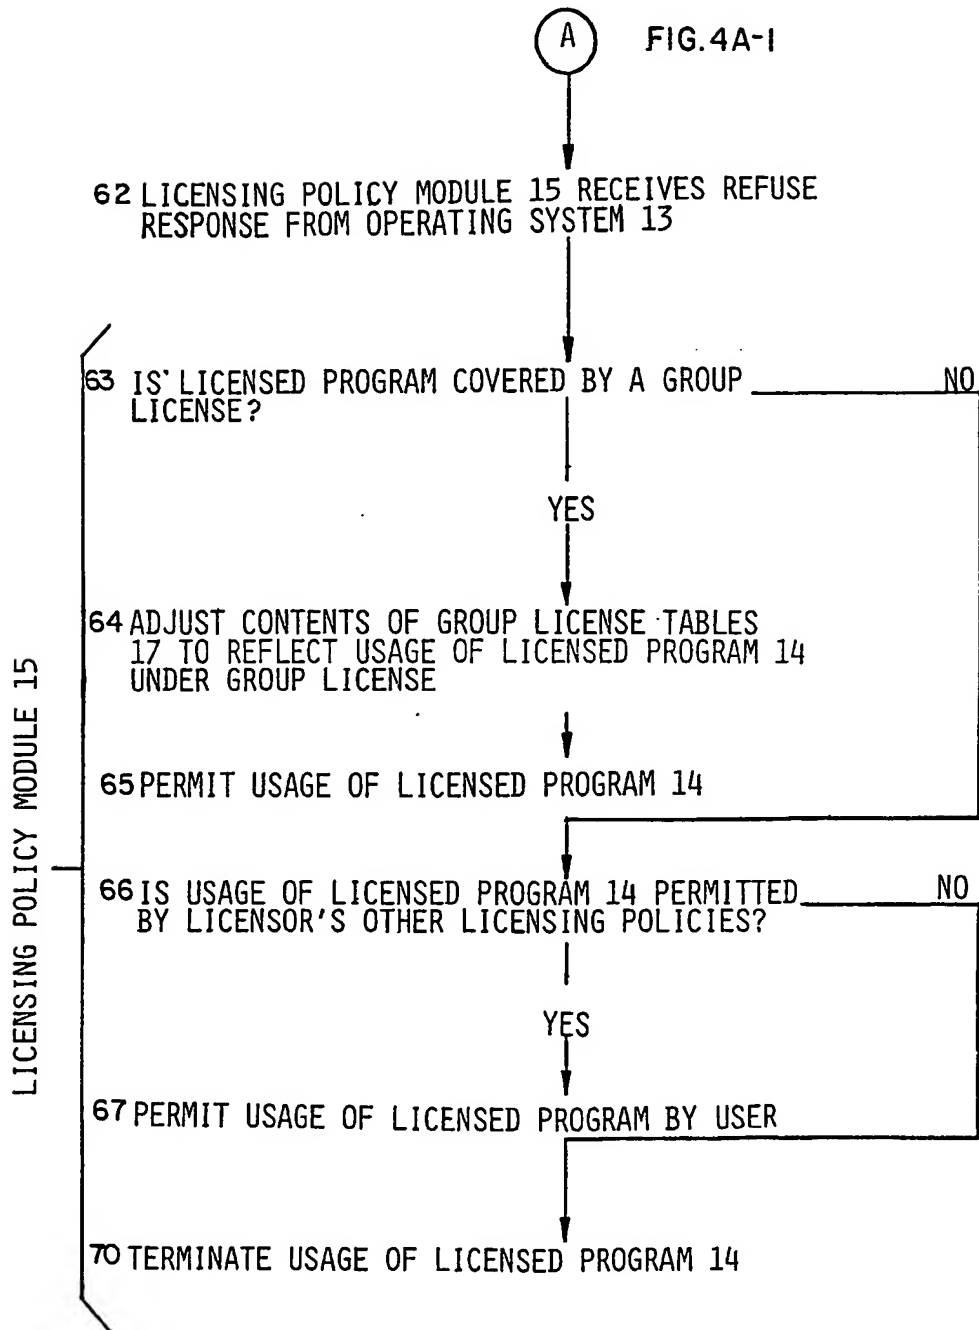 A FIG.4A-1
62 LICENSING POLICY MODULE 15 RECEIVES REFUSE
RESPONSE FROM OPERATING SYSTEM 13
63 IS LICENSED PROGRAM COVERED BY A GROUP NO
LICENSE?
YES
64 ADJUST CONTENTS OF GROUP LICENSE TABLES
17 TO REFLECT USAGE OF LICENSED PROGRAM 14
UNDER GROUP LICENSE
65 PERMIT USAGE OF LICENSED PROGRAM 14
66 IS USAGE OF LICENSED PROGRAM 14 PERMITTED NO
BY LICENSOR'S OTHER LICENSING POLICIES?
YES
67 PERMIT USAGE OF LICENSED PROGRAM BY USER
70 TERMINATE USAGE OF LICENSED PROGRAM 14
LICENSING POLICY MODULE 15